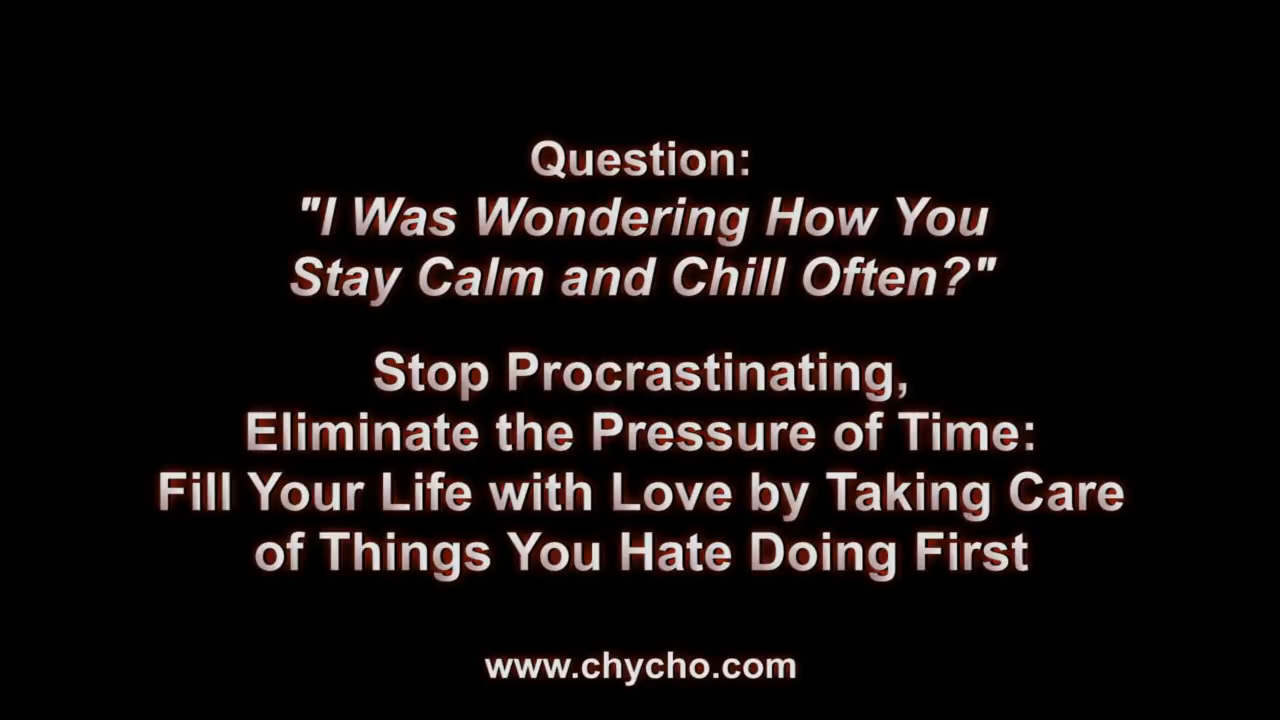 Question:
"I Was Wondering How You
Stay Calm and Chill Often?"
Stop Procrastinating,
Eliminate the Pressure of Time:
Fill Your Life with Love by Taking Care
of Things You Hate Doing First
www.chycho.com